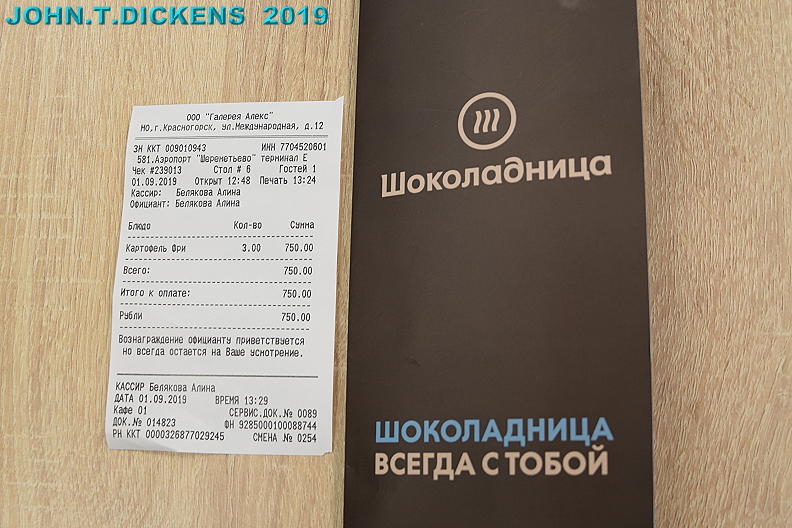 JOHN.T.DICKENS 2019
ООО "Галерея Алекс"
МО,г.Красногорск, ул.Международная, д.12
ЗН ККТ 009010943 ИНН 7704520601
581.Аэропорт "Шереметьево" терминал Е
Чек #239013 Стол # 6 Гостей 1
01.09.2019 Открыт 12:48 Печать 13:24
Кассир: Белякова Алина
Официант: Белякова Алина
Блюдо Кол-во Сумма
Картофель Фри 3.00 750.00
Всего: 750.00
Итого к оплате: 750.00
Рубли 750.00
Вознаграждение официанту приветствуется
но всегда остается на Ваше усмотрение.
КАССИР Белякова Алина
ДАТА 01.09.2019 ВРЕМЯ 13:29
Кафе 01 СЕРВИС.ДОК.№ 0089
ДОК.№ 014823 ФН 9285000100088744
РН ККТ 0000326877029245 СМЕНА № 0254
Шоколадница
ШОКОЛАДНИЦА
ВСЕГДА С ТОБОЙ